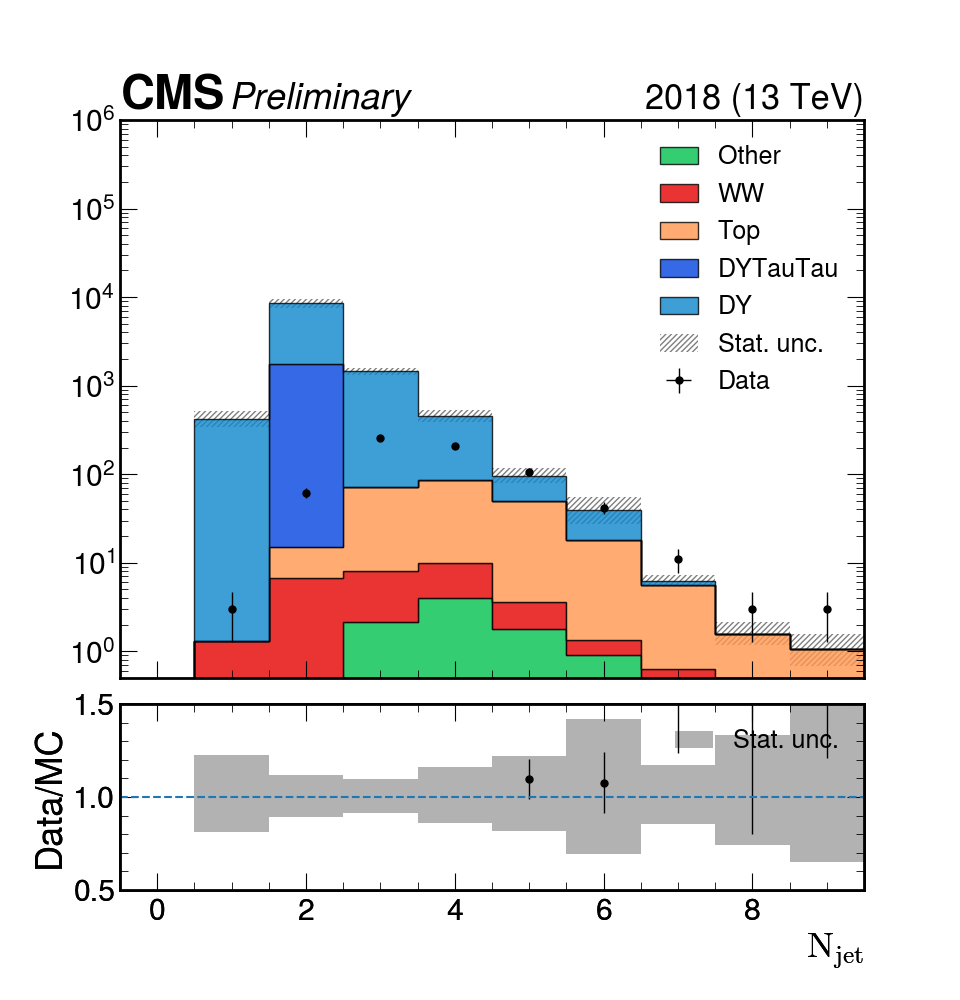 CMS Preliminary 2018 (13 TeV)
10^6
10^5
10^4
10^3
10^2
10^1
10^0
Other
WW
Top
DYTauTau
DY
Stat. unc.
Data
1.5
1.0
0.5
Data/MC
Stat. unc.
0 2 4 6 8
N_jet